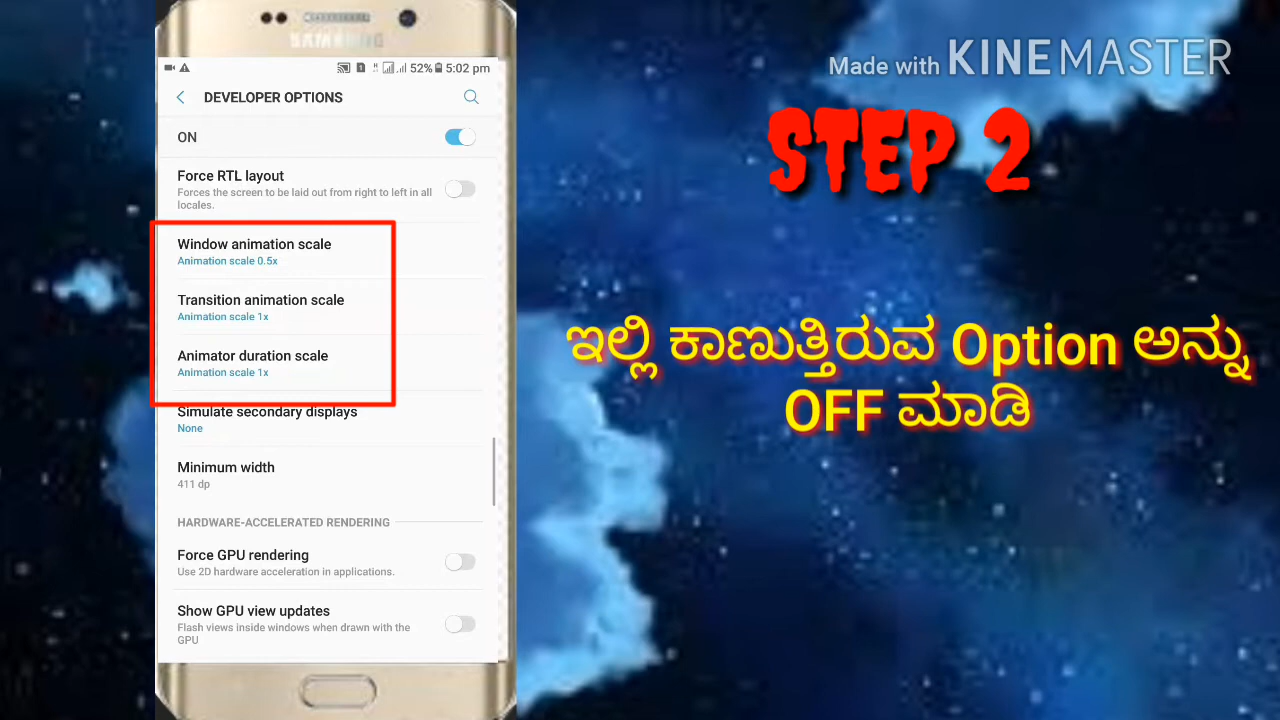 SAMSUNG
52% 5:02 pm
DEVELOPER OPTIONS
ON
Force RTL layout
Forces the screen to be laid out from right to left in all
locales.
Window animation scale
Animation scale 0.5x
Transition animation scale
Animation scale 1x
Animator duration scale
Animation scale 1x
Simulate secondary displays
None
Minimum width
411 dp
HARDWARE-ACCELERATED RENDERING
Force GPU rendering
Use 2D hardware acceleration in applications.
Show GPU view updates
Flash views inside windows when drawn with the
GPU
Made with KINEMASTER
STEP 2
ಇಲ್ಲಿ ಕಾಣುತ್ತಿರುವ Option ಅನ್ನು
OFF ಮಾಡಿ